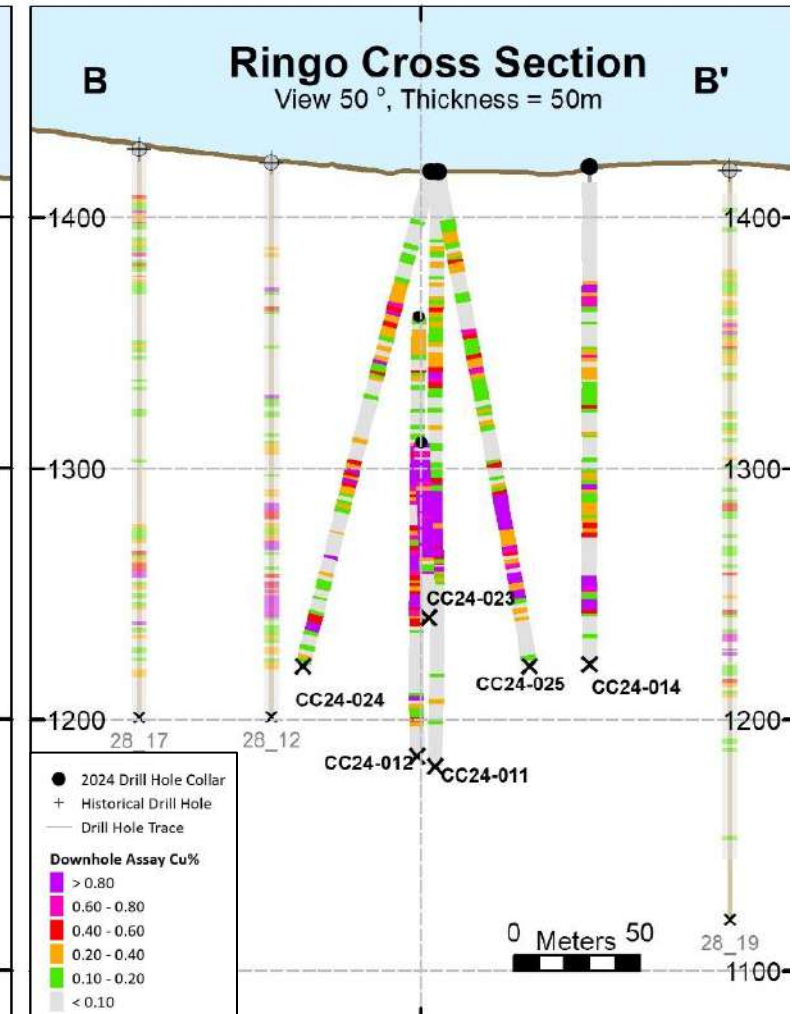 Ringo Cross Section
B
B'
View 50 °, Thickness = 50m
1400
1400
1300
1300
CC24-023
CC24-024
CC24-025
CC24-014
1200
1200
28_17
28_12
CC24-012
CC24-011
2024 Drill Hole Collar
Historical Drill Hole
Drill Hole Trace
Downhole Assay Cu%
> 0.80
0.60 - 0.80
0.40 - 0.60
0.20 - 0.40
0.10 - 0.20
< 0.10
0 Meters 50
28_19
1100